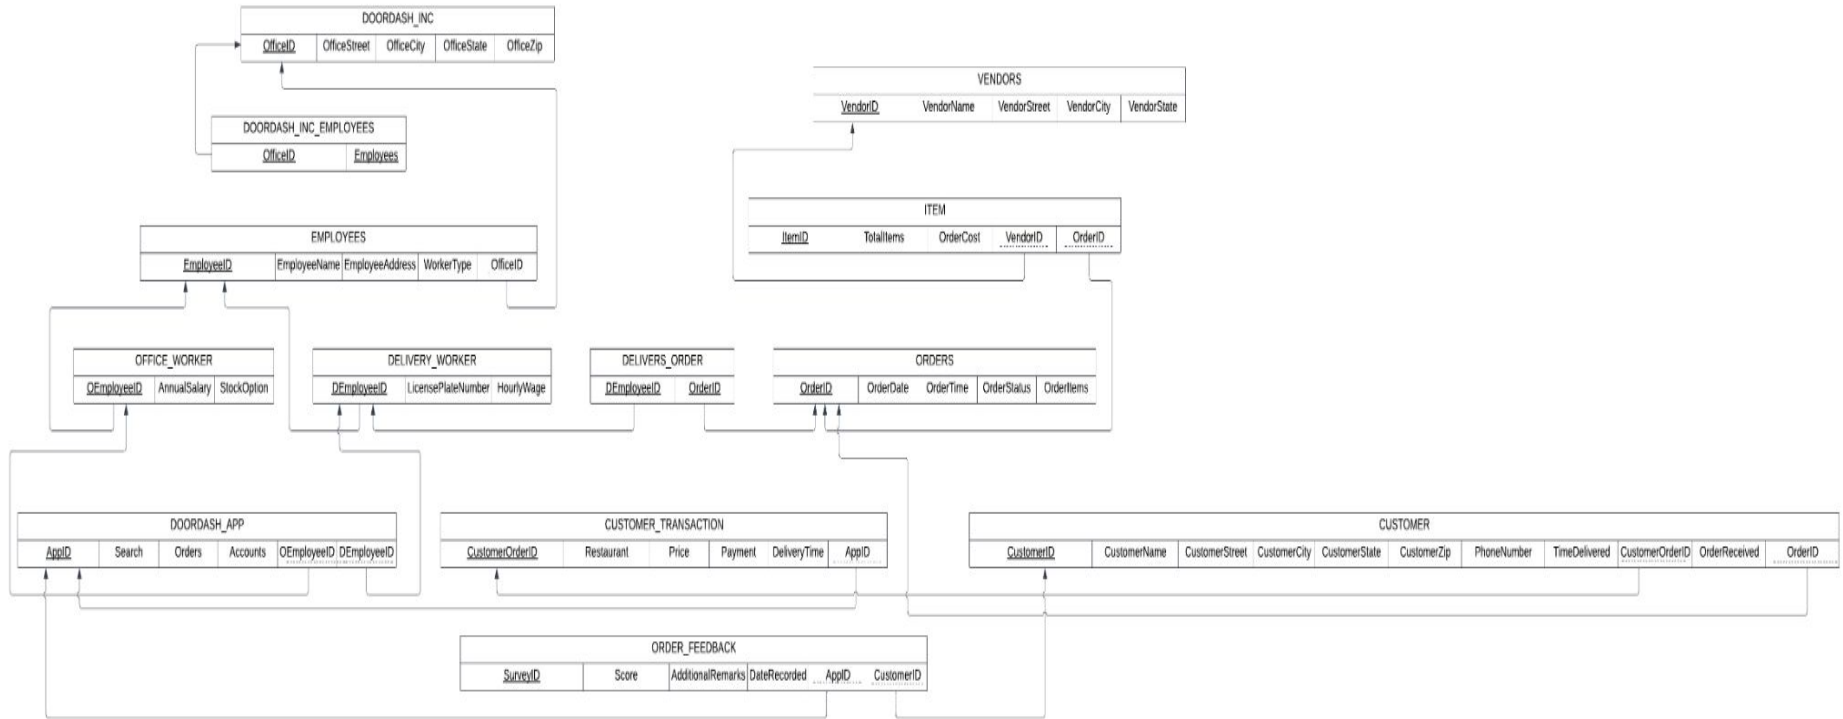 DOORDASH_INC
OfficeID OfficeStreet OfficeCity OfficeState OfficeZip
VENDORS
VendorID VendorName VendorStreet VendorCity VendorState
DOORDASH_INC_EMPLOYEES
OfficeID Employees
ITEM
ItemID TotalItems OrderCost VendorID OrderID
EMPLOYEES
EmployeeID EmployeeName EmployeeAddress WorkerType OfficeID
OFFICE_WORKER
OEmployeeID AnnualSalary StockOption
DELIVERY_WORKER
DEmployeeID LicensePlateNumber HourlyWage
DELIVERS_ORDER
DEmployeeID OrderID
ORDERS
OrderID OrderDate OrderTime OrderStatus OrderItems
DOORDASH_APP
AppID Search Orders Accounts OEmployeeID DEmployeeID
CUSTOMER_TRANSACTION
CustomerOrderID Restaurant Price Payment DeliveryTime AppID
CUSTOMER
CustomerID CustomerName CustomerStreet CustomerCity CustomerState CustomerZip PhoneNumber TimeDelivered CustomerOrderID OrderReceived OrderID
ORDER_FEEDBACK
SurveyID Score AdditionalRemarks DateRecorded AppID CustomerID